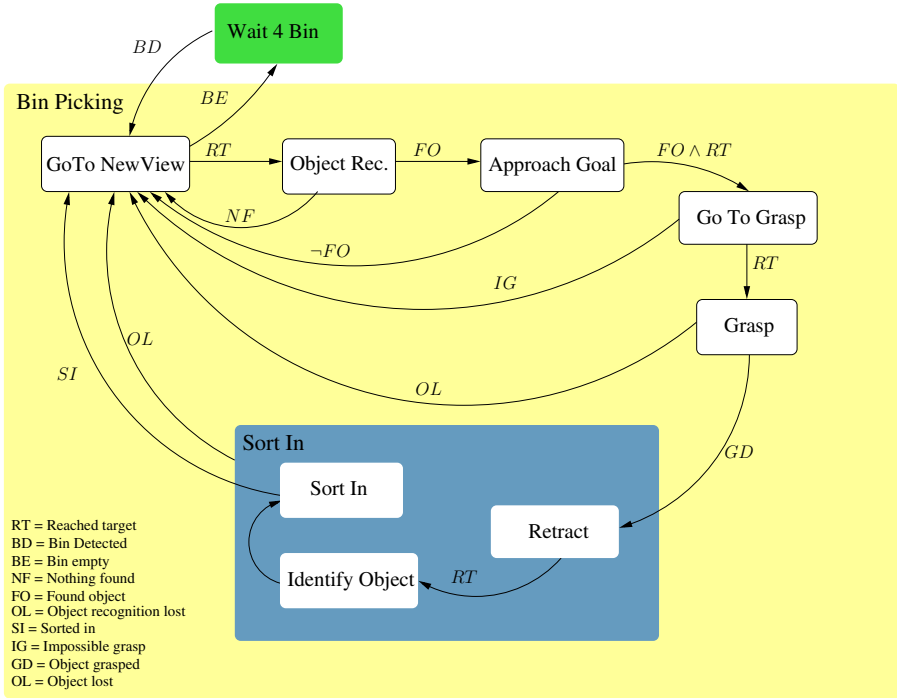 Wait 4 Bin
BD
BE
Bin Picking
GoTo NewView
RT
Object Rec.
FO
Approach Goal
FO ∧ RT
Go To Grasp
NF
¬FO
IG
RT
Grasp
OL
SI
OL
GD
Sort In
Sort In
Retract
Identify Object
RT
RT = Reached target
BD = Bin Detected
BE = Bin empty
NF = Nothing found
FO = Found object
OL = Object recognition lost
SI = Sorted in
IG = Impossible grasp
GD = Object grasped
OL = Object lost